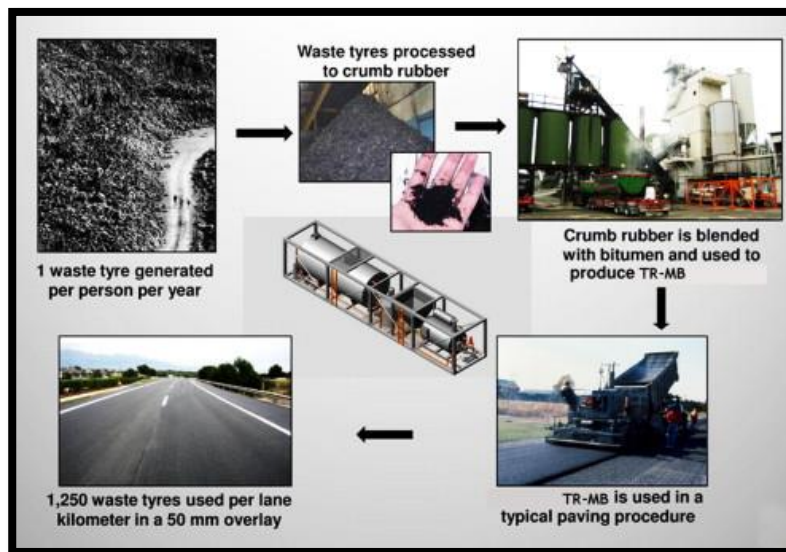 Waste tyres processed
to crumb rubber
1 waste tyre generated
per person per year
Crumb rubber is blended
with bitumen and used to
produce TR-MB
TR-MB is used in a
typical paving procedure
1,250 waste tyres used per lane
kilometer in a 50 mm overlay